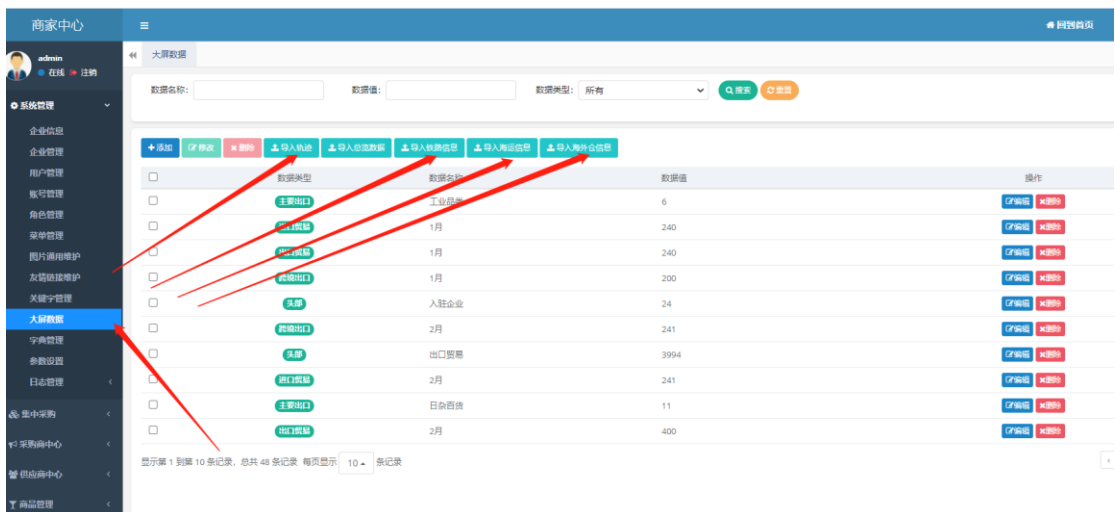 商家中心
回到首页
admin
在线 注销
大屏数据
数据名称:
数据值:
数据类型: 所有
搜索 重置
系统管理
企业信息
企业管理
用户管理
账号管理
角色管理
菜单管理
图片通用维护
友情链接维护
关键字管理
大屏数据
字典管理
参数设置
日志管理
集中采购
采购商中心
供应商中心
商品管理
添加 修改 删除 导入轨迹 导入总览数据 导入铁路信息 导入海运信息 导入海外仓信息
数据类型 数据名称 数据值 操作
主要出口 工业品类 6 编辑 删除
出口贸易 1月 240 编辑 删除
出口贸易 1月 240 编辑 删除
跨境出口 1月 200 编辑 删除
头部 入驻企业 24 编辑 删除
跨境出口 2月 241 编辑 删除
头部 出口贸易 3994 编辑 删除
进口贸易 2月 241 编辑 删除
主要出口 日杂百货 11 编辑 删除
出口贸易 2月 400 编辑 删除
显示第 1 到第 10 条记录，总共 48 条记录 每页显示 10 条记录